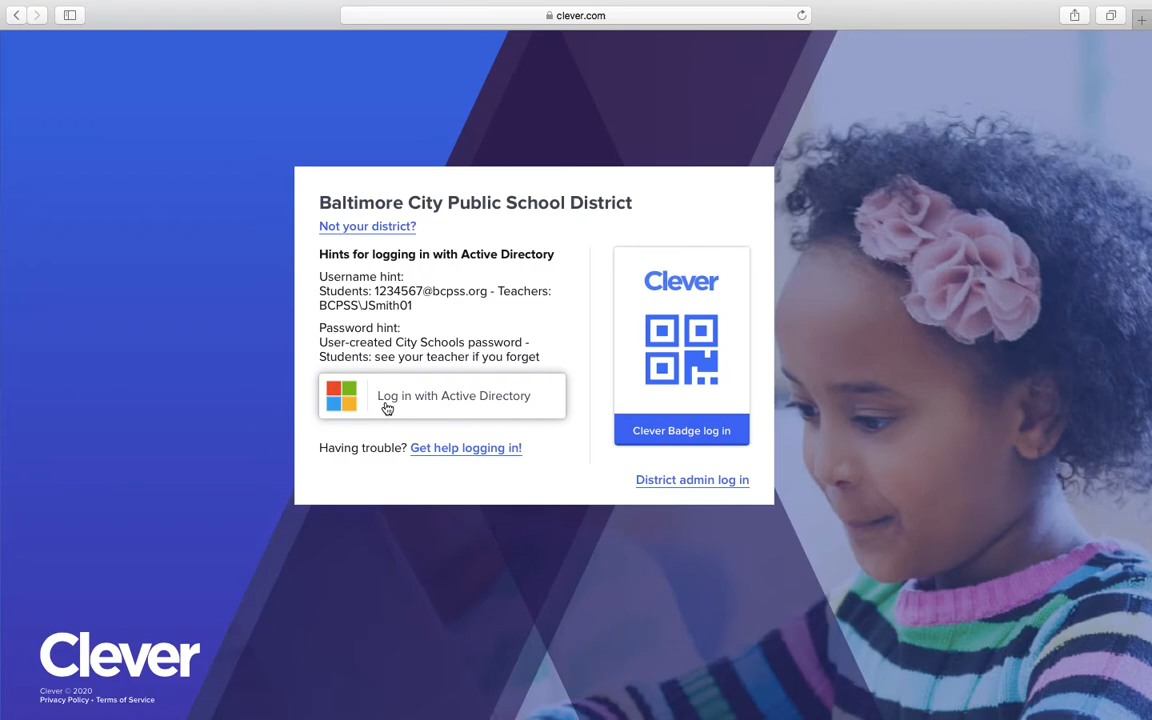 clever.com
Baltimore City Public School District
Not your district?
Hints for logging in with Active Directory
Username hint:
Students: 1234567@bcpss.org - Teachers:
BCPSS\JSmith01
Password hint:
User-created City Schools password -
Students: see your teacher if you forget
Log in with Active Directory
Having trouble? Get help logging in!
Clever
Clever Badge log in
District admin log in
Clever
Clever © 2020
Privacy Policy • Terms of Service